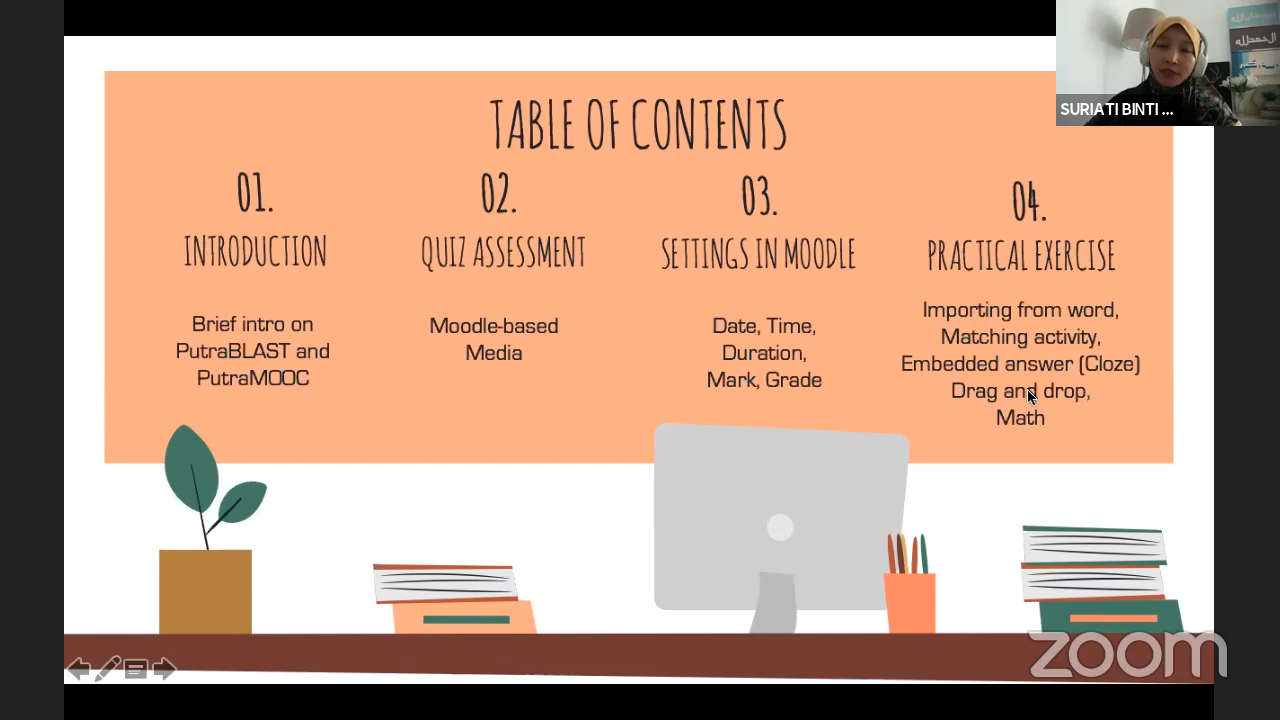 TABLE OF CONTENTS
01.
INTRODUCTION
Brief intro on
PutraBLAST and
PutraMOOC
02.
QUIZ ASSESSMENT
Moodle-based
Media
03.
SETTINGS IN MOODLE
Date, Time,
Duration,
Mark, Grade
04.
PRACTICAL EXERCISE
Importing from word,
Matching activity,
Embedded answer (Cloze)
Drag and drop,
Math
SURIATI BINTI ...
الحمدلله
zoom